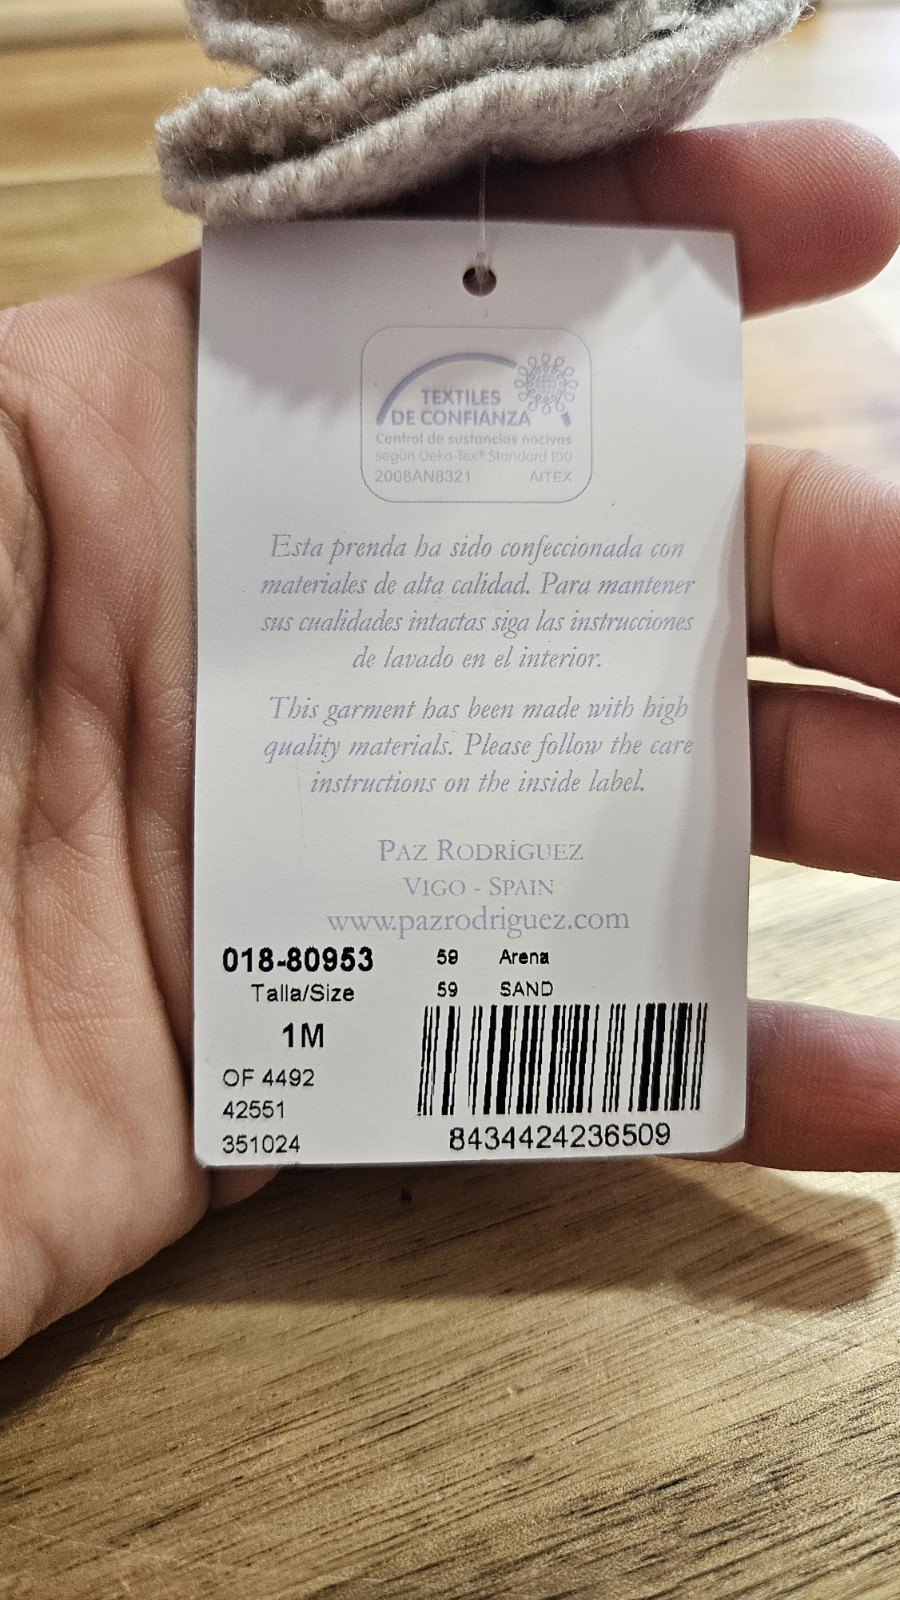 TEXTILES
DE CONFIANZA
Control de sustancias nocivas
según Oeko-Tex® Standard 100
2008AN8321 AITEX
Esta prenda ha sido confeccionada con
materiales de alta calidad. Para mantener
sus cualidades intactas siga las instrucciones
de lavado en el interior.
This garment has been made with high
quality materials. Please follow the care
instructions on the inside label.
PAZ RODRÍGUEZ
VIGO - SPAIN
www.pazrodriguez.com
018-80953 59 Arena
Talla/Size 59 SAND
1M
OF 4492
42551
351024
8434424236509